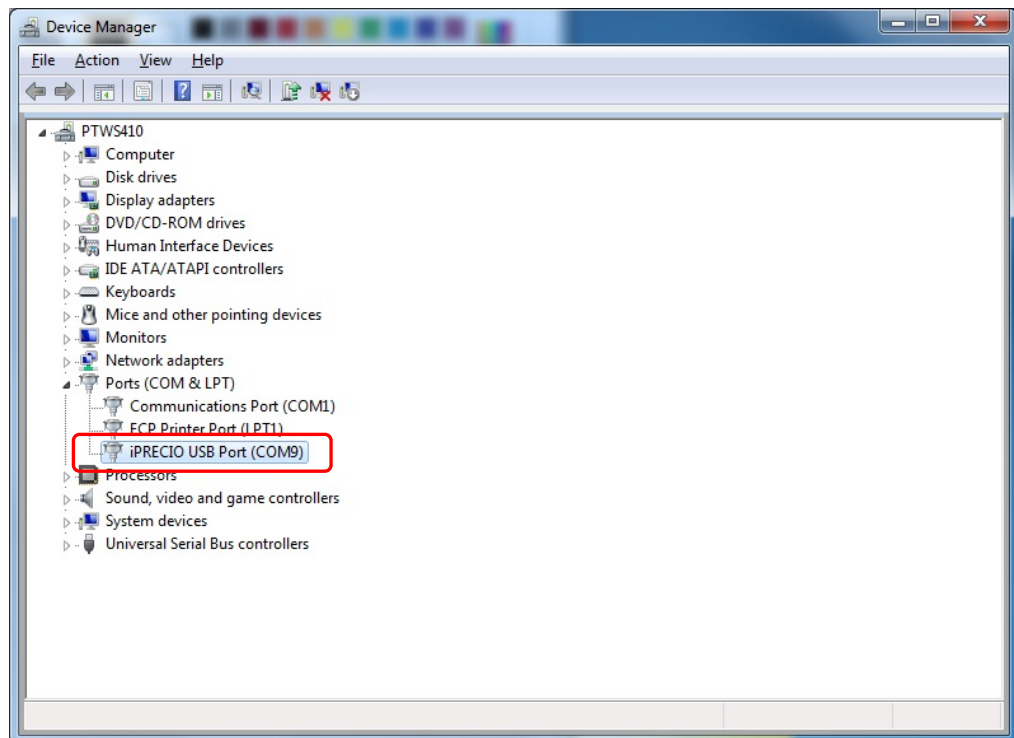 Device Manager
File Action View Help
PTWS410
Computer
Disk drives
Display adapters
DVD/CD-ROM drives
Human Interface Devices
IDE ATA/ATAPI controllers
Keyboards
Mice and other pointing devices
Monitors
Network adapters
Ports (COM & LPT)
Communications Port (COM1)
ECP Printer Port (LPT1)
iPRECIO USB Port (COM9)
Processors
Sound, video and game controllers
System devices
Universal Serial Bus controllers